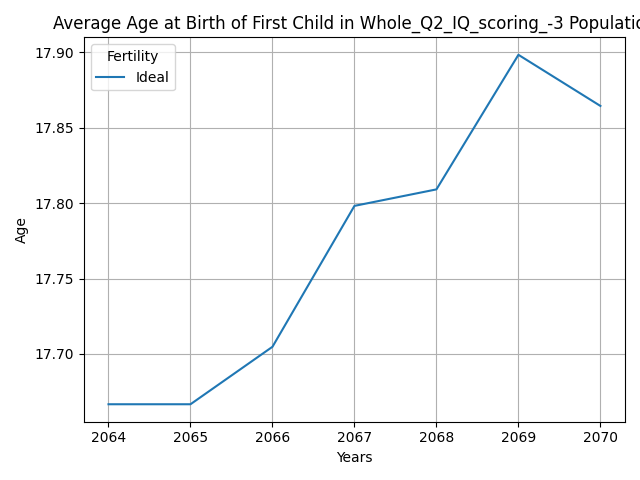 Average Age at Birth of First Child in Whole_Q2_IQ_scoring_-3 Populatio
Fertility
Ideal
17.90
17.85
17.80
17.75
17.70
Age
2064 2065 2066 2067 2068 2069 2070
Years